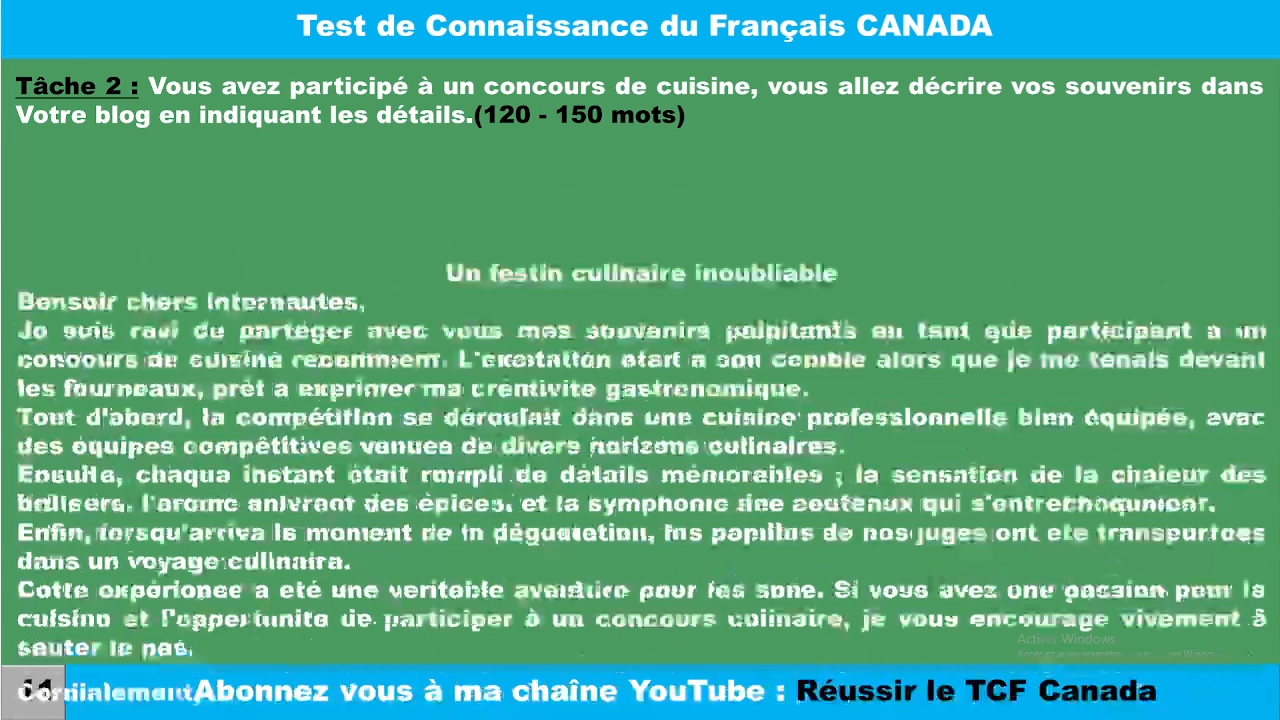 Test de Connaissance du Français CANADA
Tâche 2 : Vous avez participé à un concours de cuisine, vous allez décrire vos souvenirs dans
Votre blog en indiquant les détails.(120 - 150 mots)
Un festin culinaire inoubliable
Bonsoir chers internautes,
Je suis ravi de partager avec vous mes souvenirs palpitants en tant que participant à un
concours de cuisine récemment. L'excitation était à son comble alors que je me tenais devant
les fourneaux, prêt à exprimer ma créativité gastronomique.
Tout d'abord, la compétition se déroulait dans une cuisine professionnelle bien équipée, avec
des équipes compétitives venues de divers horizons culinaires.
Ensuite, chaque instant était rempli de détails mémorables ; la sensation de la chaleur des
l'arome enivrant des épices, et la symphonie des couteaux qui s'entrechoquaient.
Enfin, lorsqu'arriva le moment de la dégustation, les papilles de nos juges ont été transportées
dans un voyage culinaire.
Cette expérience a été une véritable aventure pour les sens. Si vous avez une passion pour la
cuisine et l'opportunité de participer à un concours culinaire, je vous encourage vivement à
sauter le pas.
Activer Windows
Cordialement,
Abonnez vous à ma chaîne YouTube : Réussir le TCF Canada